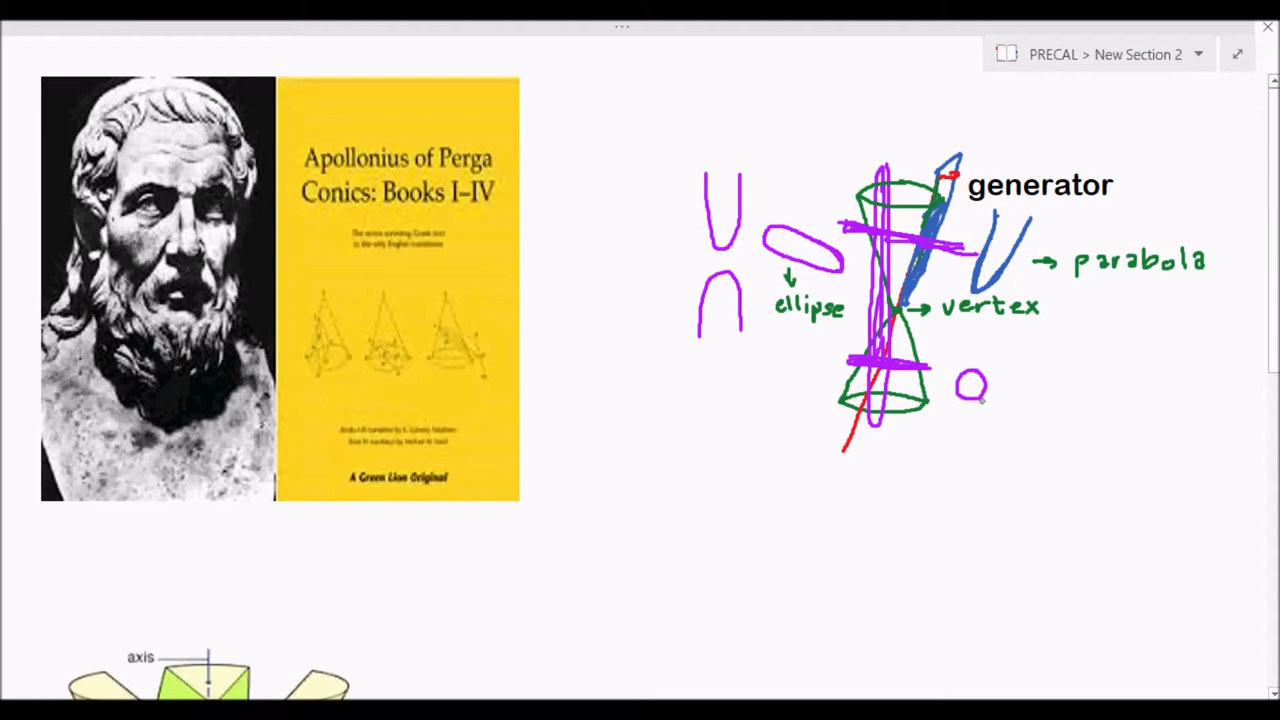 PRECAL > New Section 2
Apollonius of Perga
Conics: Books I–IV
A Green Lion Original
generator
parabola
ellipse
vertex
axis